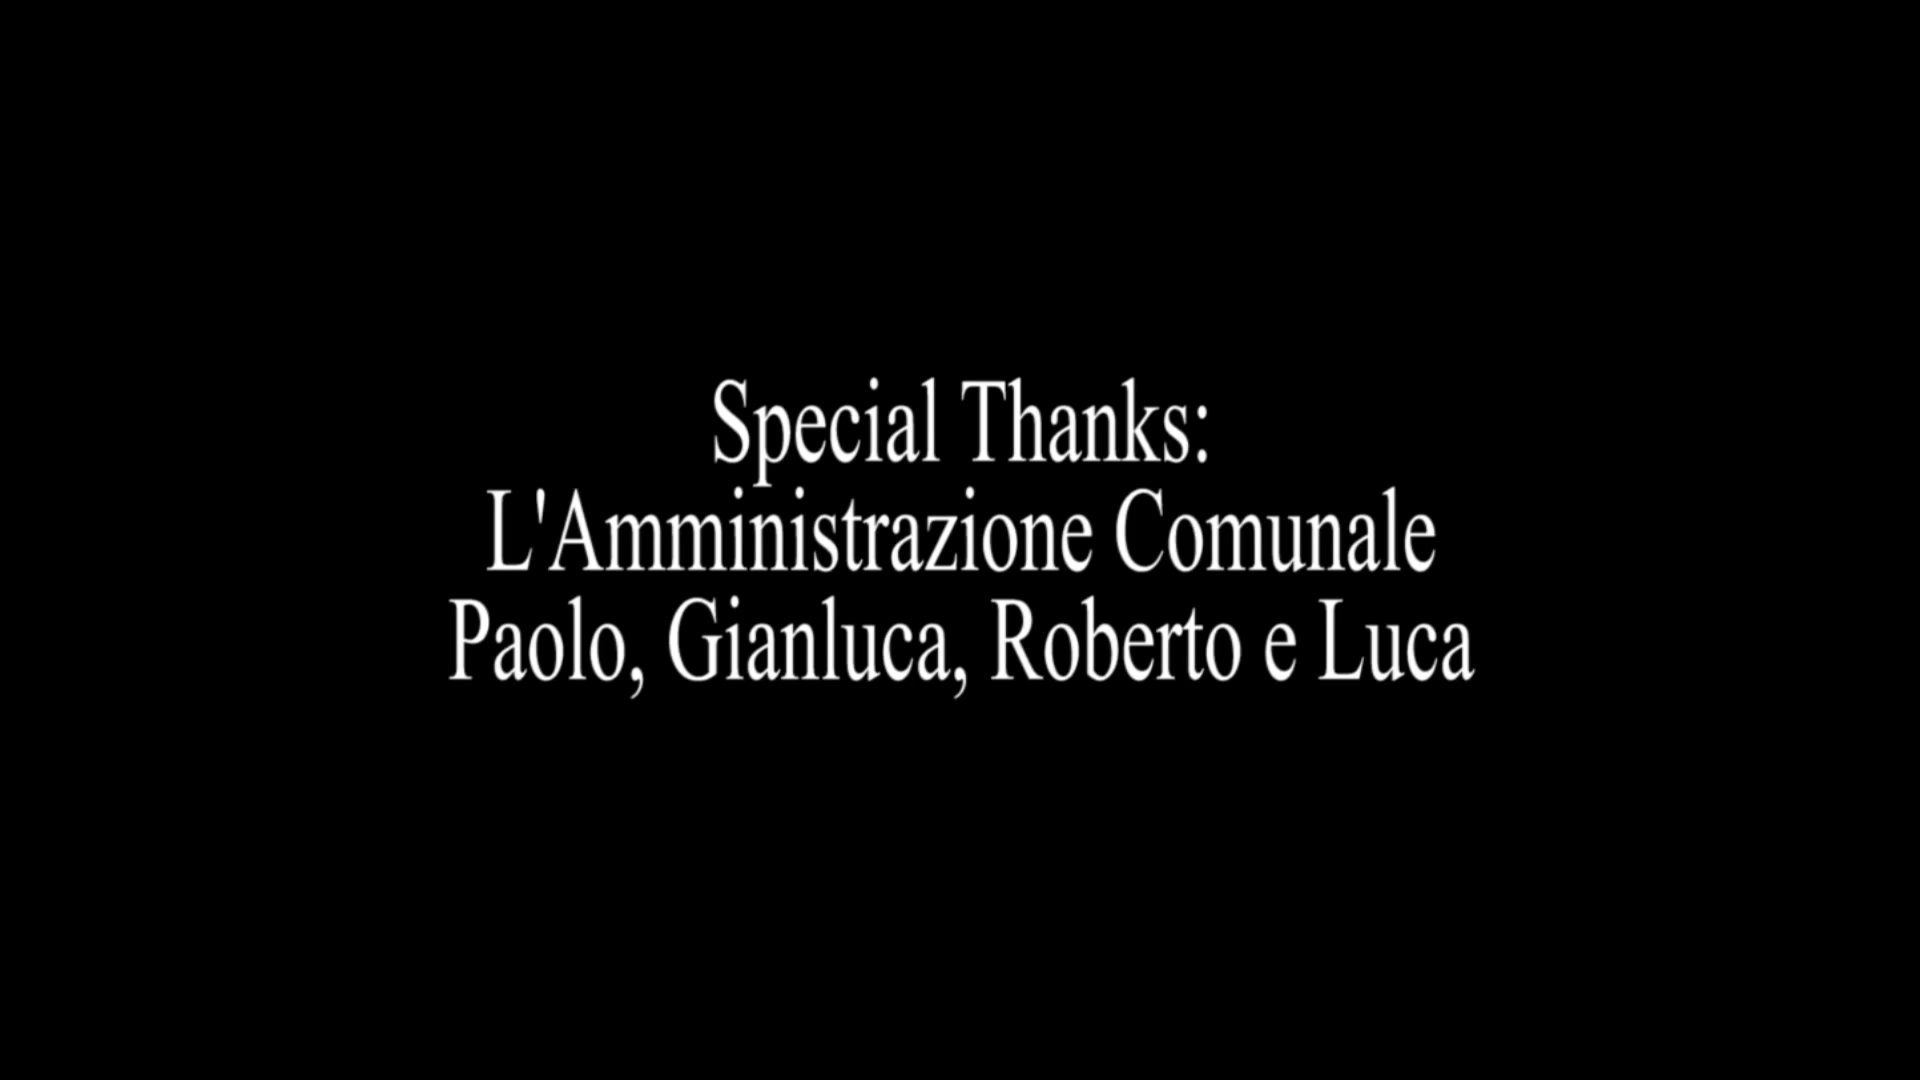 Special Thanks:
L'Amministrazione Comunale
Paolo, Gianluca, Roberto e Luca